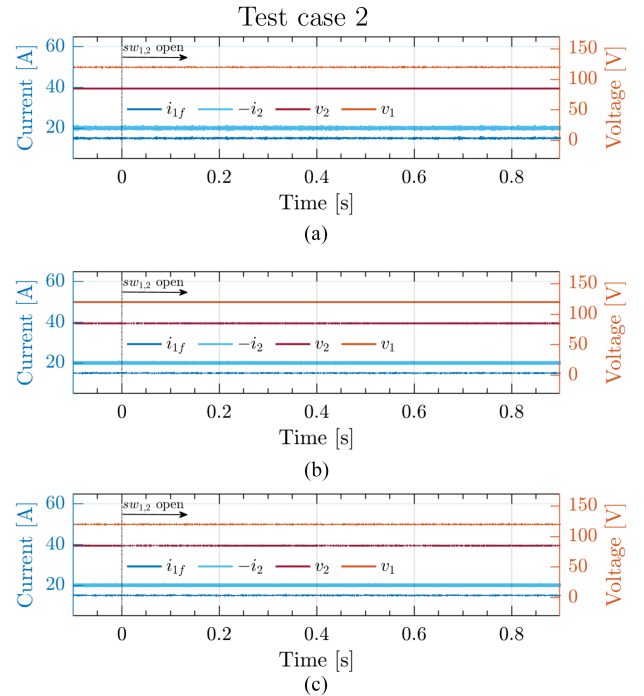 Test case 2
60
40
20
Current [A]
sw1,2 open
i1f
−i2
v2
v1
150
100
50
0
Voltage [V]
0
0.2
0.4
0.6
0.8
Time [s]
(a)
60
40
20
Current [A]
sw1,2 open
i1f
−i2
v2
v1
150
100
50
0
Voltage [V]
0
0.2
0.4
0.6
0.8
Time [s]
(b)
60
40
20
Current [A]
sw1,2 open
i1f
−i2
v2
v1
150
100
50
0
Voltage [V]
0
0.2
0.4
0.6
0.8
Time [s]
(c)